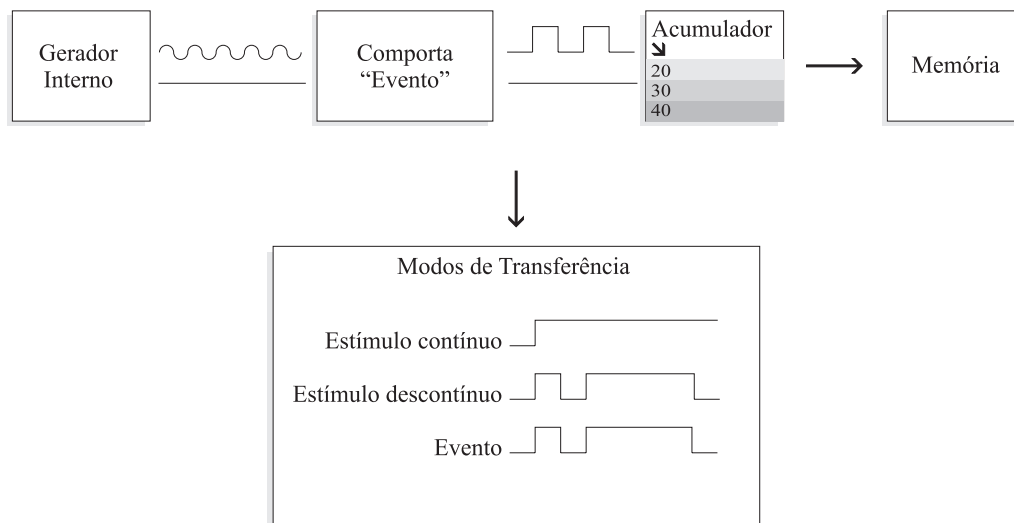 Gerador
Interno
Comporta
“Evento”
Acumulador
20
30
40
Memória
Modos de Transferência
Estímulo contínuo
Estímulo descontínuo
Evento